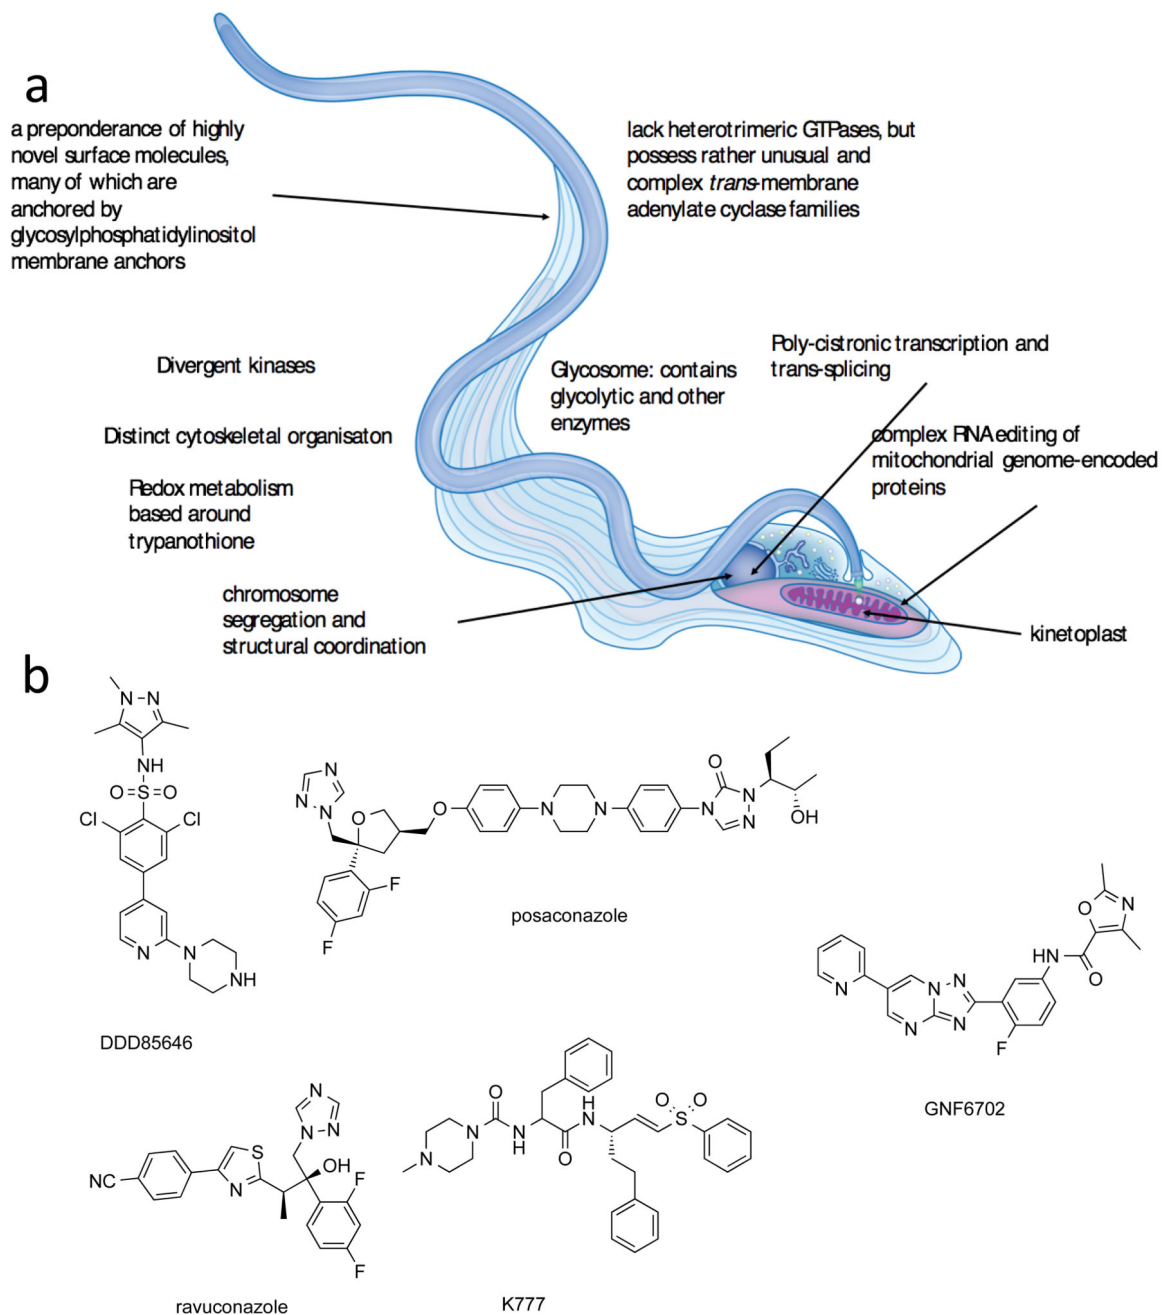 a
a preponderance of highly
novel surface molecules,
many of which are
anchored by
glycosylphosphatidylinositol
membrane anchors
lack heterotrimeric GTPases, but
possess rather unusual and
complex trans-membrane
adenylate cyclase families
Divergent kinases
Distinct cytoskeletal organisaton
Redox metabolism
based around
trypanothione
Glycosome: contains
glycolytic and other
enzymes
Poly-cistronic transcription and
trans-splicing
complex RNA editing of
mitochondrial genome-encoded
proteins
chromosome
segregation and
structural coordination
kinetoplast
b
N N
NH
O S O
Cl Cl
N N
NH
DDD85646
N
N
N
O
O
N N
O
N N
N
OH
F
F
posaconazole
O N
NH
O
N
N N
N N
F
GNF6702
N
N
N
S
OH
NC
N
F
F
ravuconazole
O
N
N
N
H
O
H
N
O O
S
K777